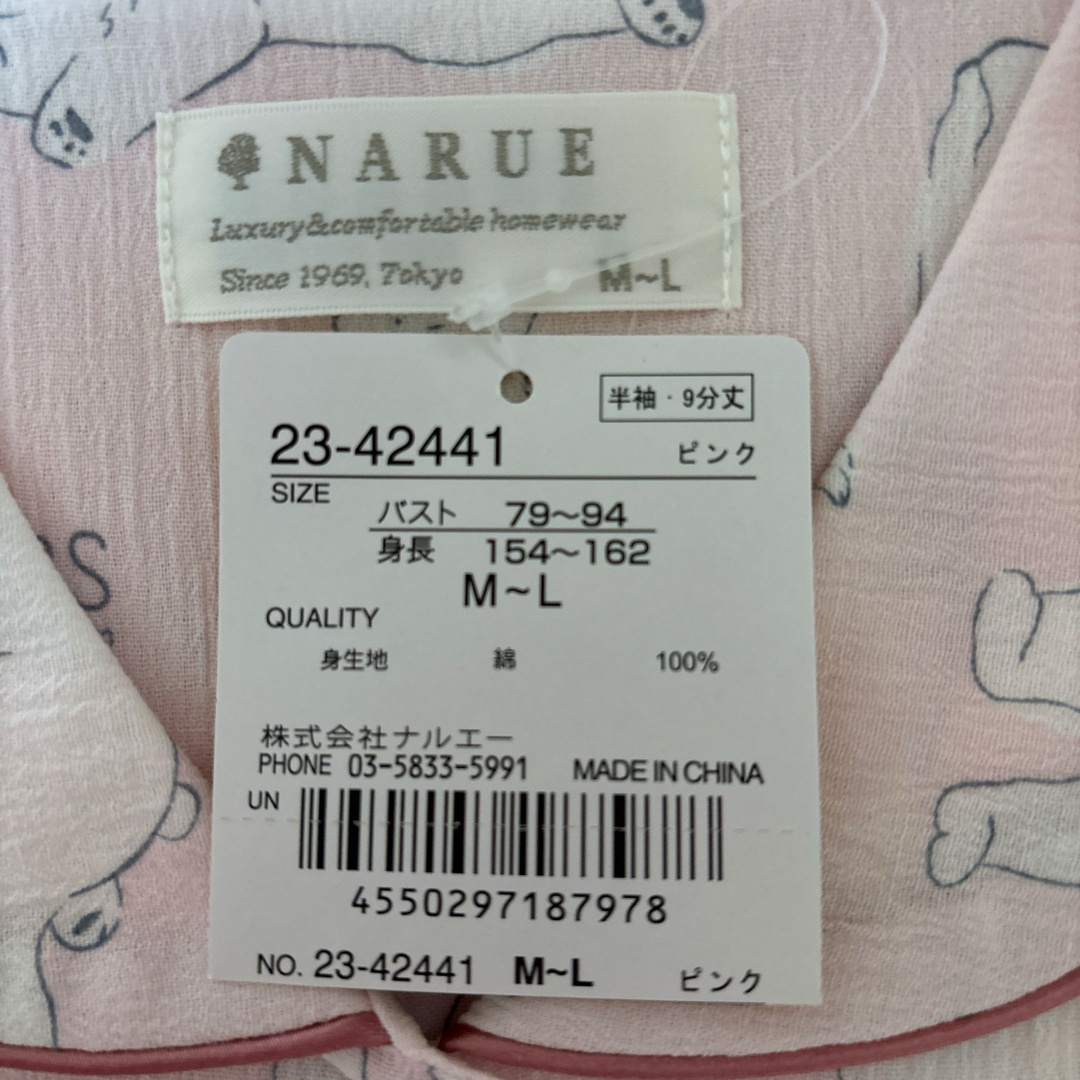 NARUE
Luxury&comfortable homewear
Since 1969, Tokyo M~L
半袖・9分丈
23-42441 ピンク
SIZE
バスト 79~94
身長 154~162
M~L
QUALITY
身生地 綿 100%
株式会社ナルエー
PHONE 03-5833-5991 MADE IN CHINA
UN
4550297187978
NO. 23-42441 M~L ピンク